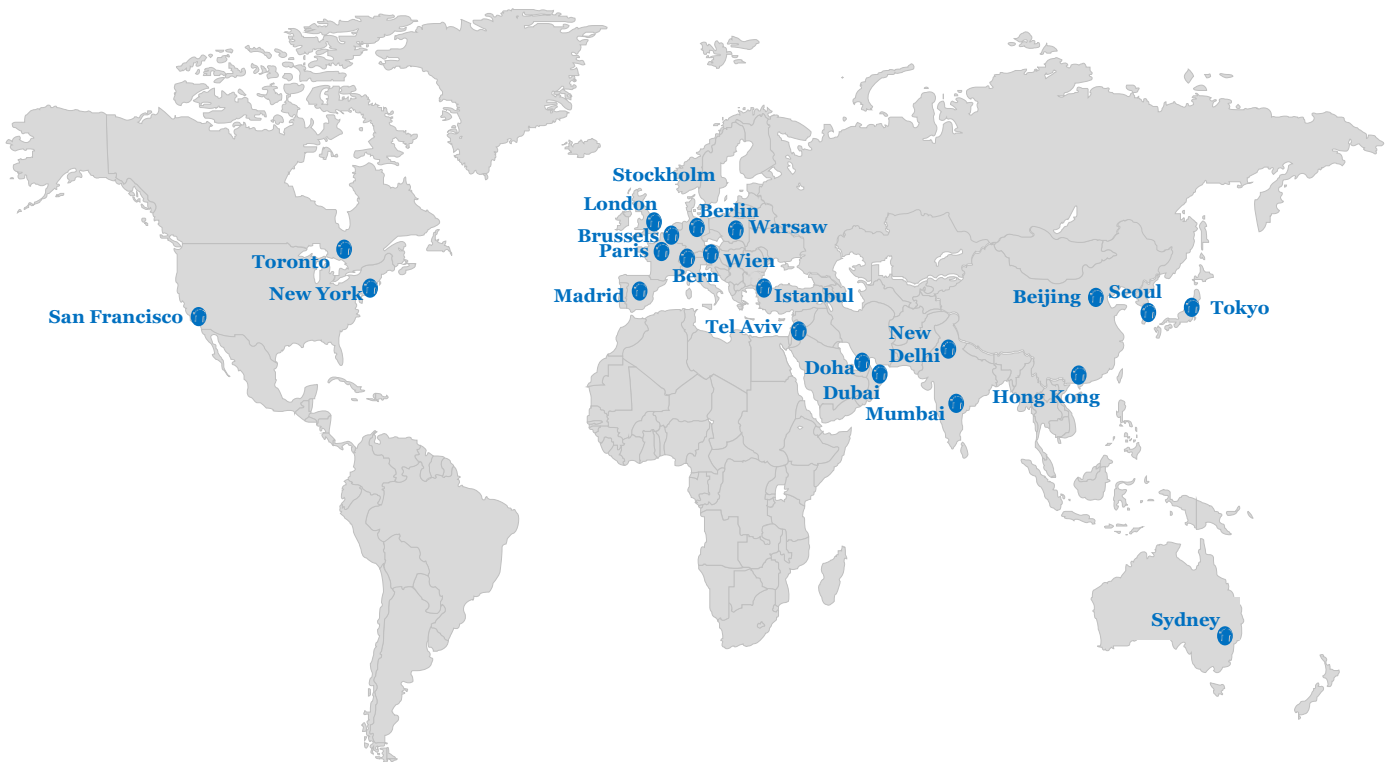 Stockholm
London
Berlin
Brussels
Warsaw
Paris
Wien
Toronto
Bern
New York
Madrid
Istanbul
Beijing
Seoul
San Francisco
Tokyo
Tel Aviv
New
Delhi
Doha
Dubai
Hong Kong
Mumbai
Sydney